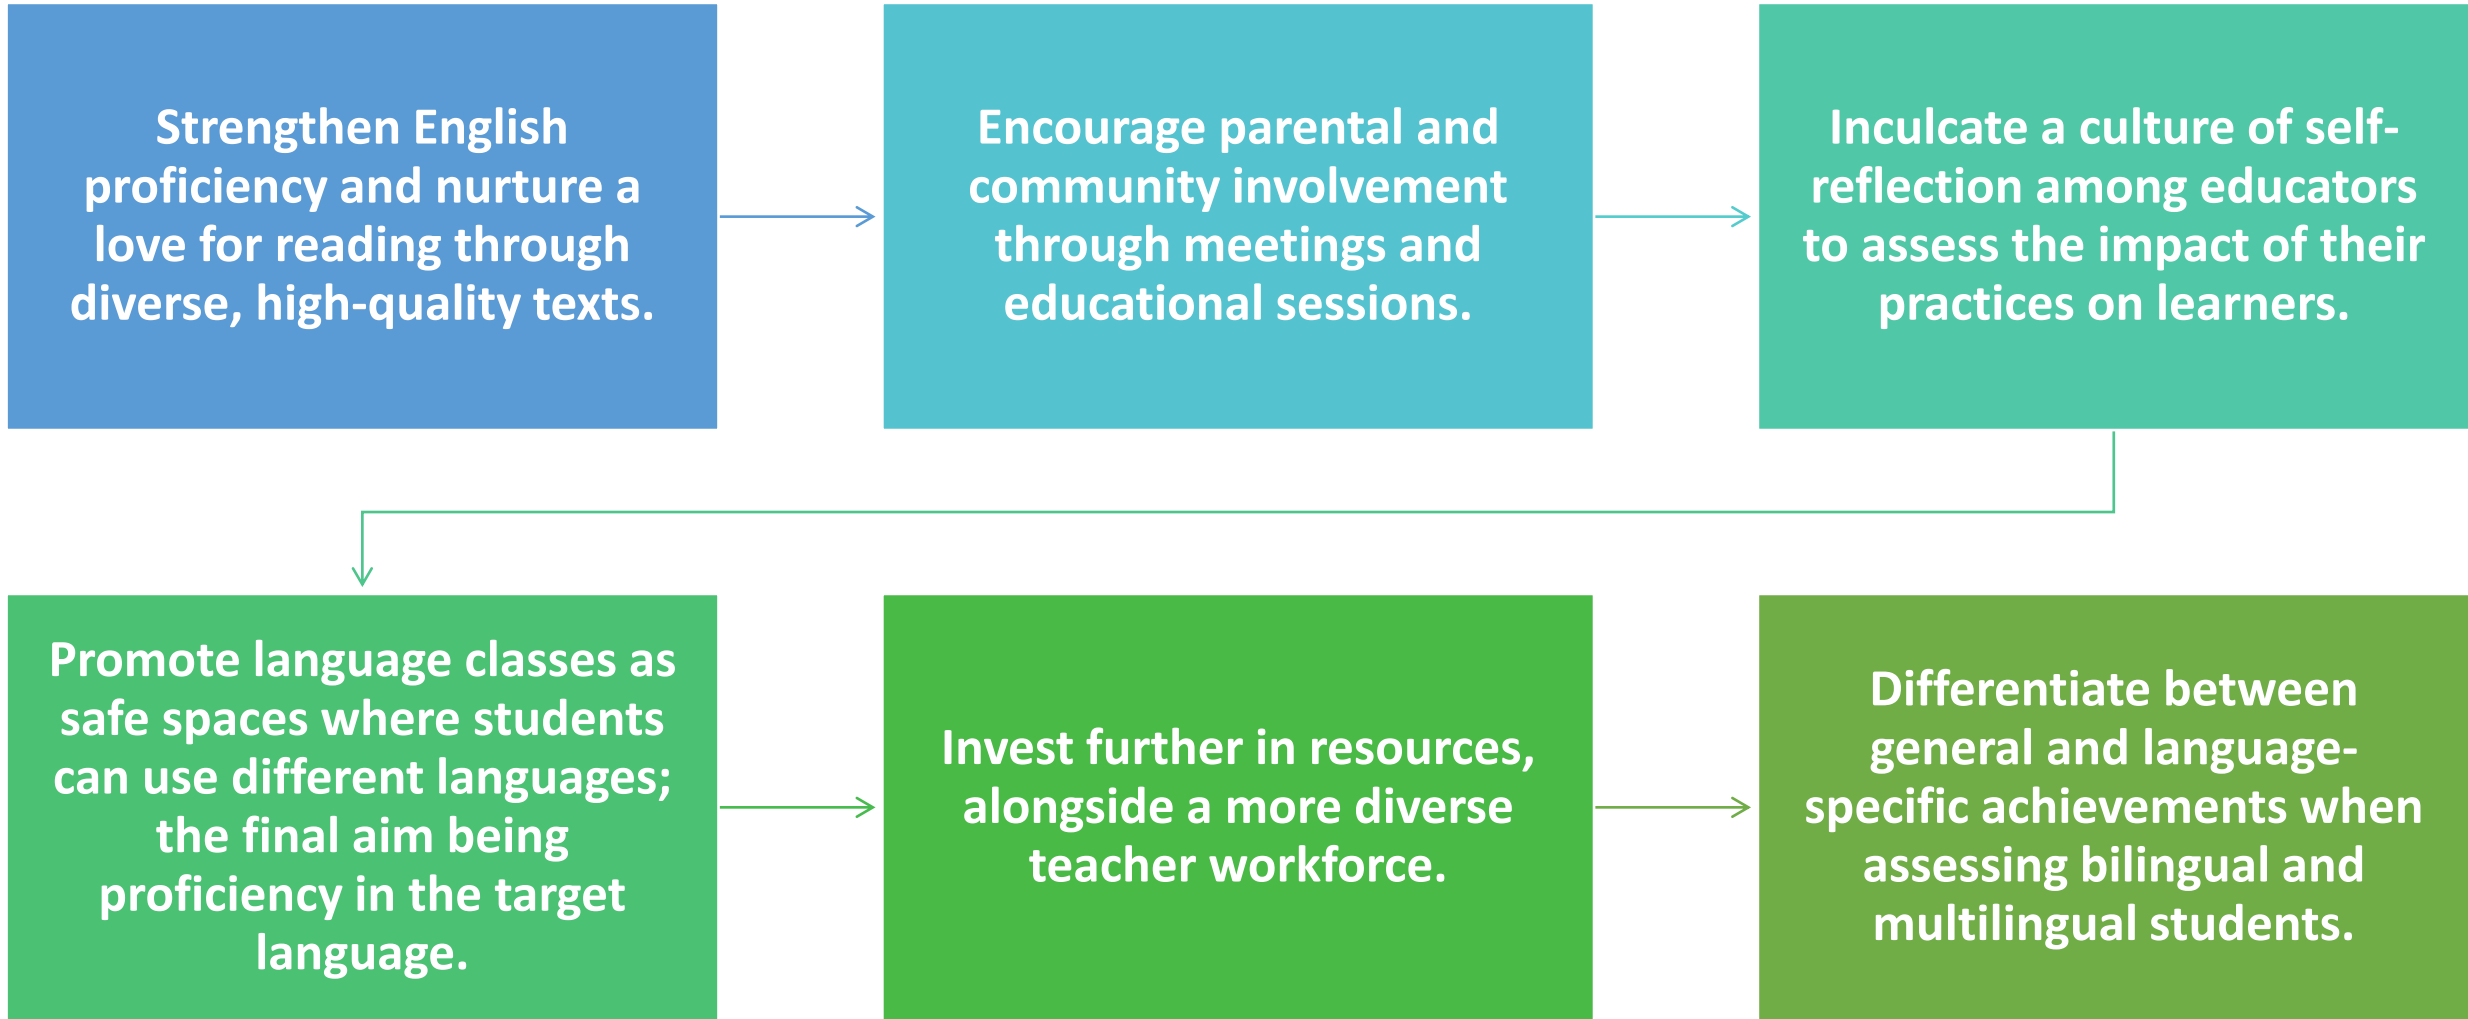 Strengthen English
proficiency and nurture a
love for reading through
diverse, high-quality texts.
Encourage parental and
community involvement
through meetings and
educational sessions.
Inculcate a culture of self-
reflection among educators
to assess the impact of their
practices on learners.
Promote language classes as
safe spaces where students
can use different languages;
the final aim being
proficiency in the target
language.
Invest further in resources,
alongside a more diverse
teacher workforce.
Differentiate between
general and language-
specific achievements when
assessing bilingual and
multilingual students.